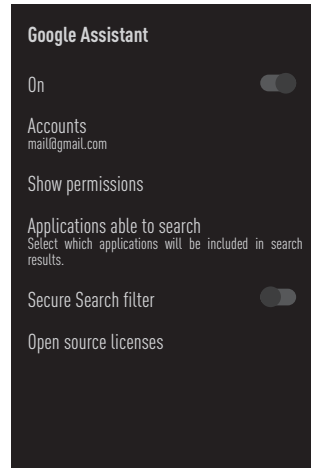 Google Assistant
On
Accounts
mail@gmail.com
Show permissions
Applications able to search
Select which applications will be included in search
results.
Secure Search filter
Open source licenses